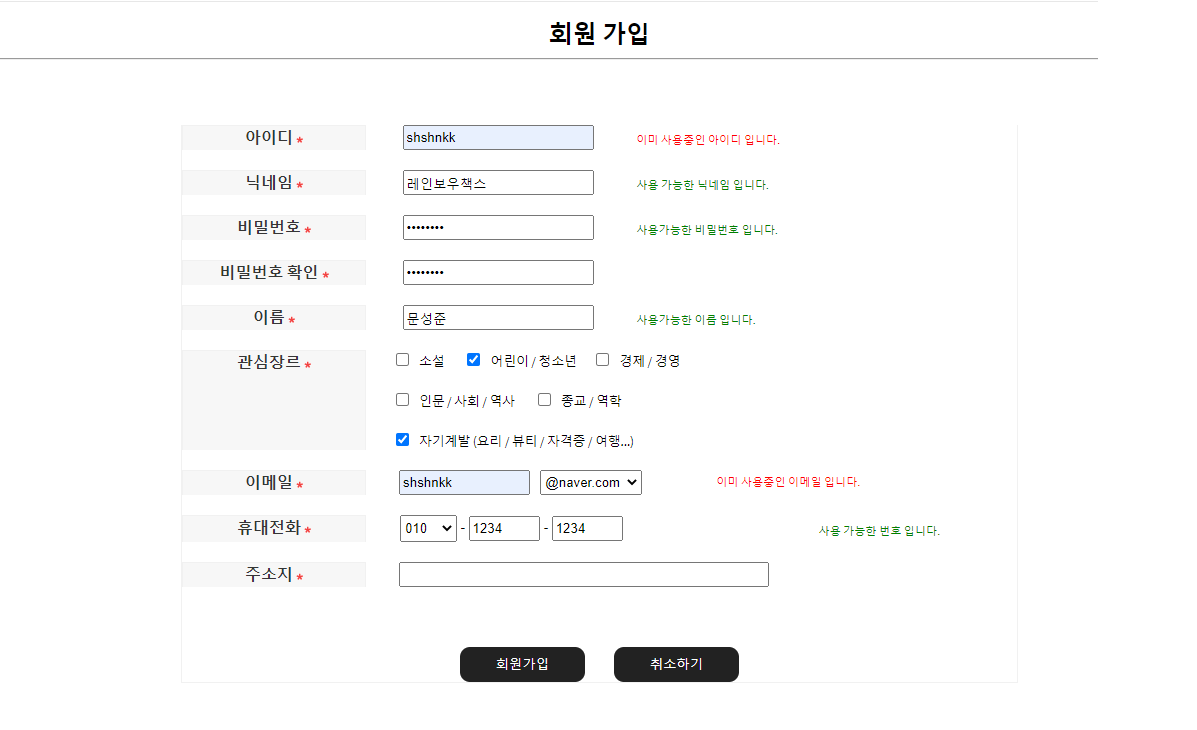 회원 가입
아이디 * shshnkk 이미 사용중인 아이디 입니다.
닉네임 * 레인보우책스 사용 가능한 닉네임 입니다.
비밀번호 * •••••••• 사용가능한 비밀번호 입니다.
비밀번호 확인 * ••••••••
이름 * 문성준 사용가능한 이름 입니다.
관심장르 * 소설 어린이 / 청소년 경제 / 경영
인문 / 사회 / 역사 종교 / 역학
자기계발 (요리 / 뷰티 / 자격증 / 여행...)
이메일 * shshnkk @naver.com 이미 사용중인 이메일 입니다.
휴대전화 * 010 - 1234 - 1234 사용 가능한 번호 입니다.
주소지 *
회원가입 취소하기